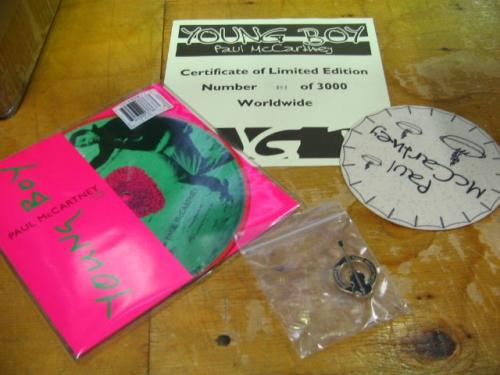 YOUNG BOY
Paul McCartney
Certificate of Limited Edition
Number of 3000
Worldwide
PAUL McCARTNEY
YOUNG BOY
PAUL
McCARTNEY